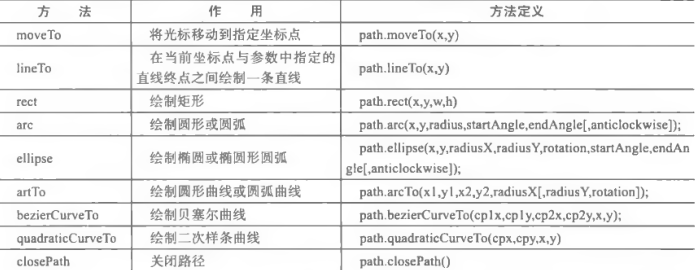 方 法 作 用 方法定义
moveTo 将光标移动到指定坐标点 path.moveTo(x,y)
lineTo 在当前坐标点与参数中指定的直线终点之间绘制一条直线 path.lineTo(x,y)
rect 绘制矩形 path.rect(x,y,w,h)
arc 绘制圆形或圆弧 path.arc(x,y,radius,startAngle,endAngle[,anticlockwise]);
ellipse 绘制椭圆或椭圆形圆弧 path.ellipse(x,y,radiusX,radiusY,rotation,startAngle,endAngle[,anticlockwise]);
artTo 绘制圆形曲线或圆弧曲线 path.arcTo(x1,y1,x2,y2,radiusX[,radiusY,rotation]);
bezierCurveTo 绘制贝塞尔曲线 path.bezierCurveTo(cp1x,cp1y,cp2x,cp2y,x,y);
quadraticCurveTo 绘制二次样条曲线 path.quadraticCurveTo(cpx,cpy,x,y)
closePath 关闭路径 path.closePath()